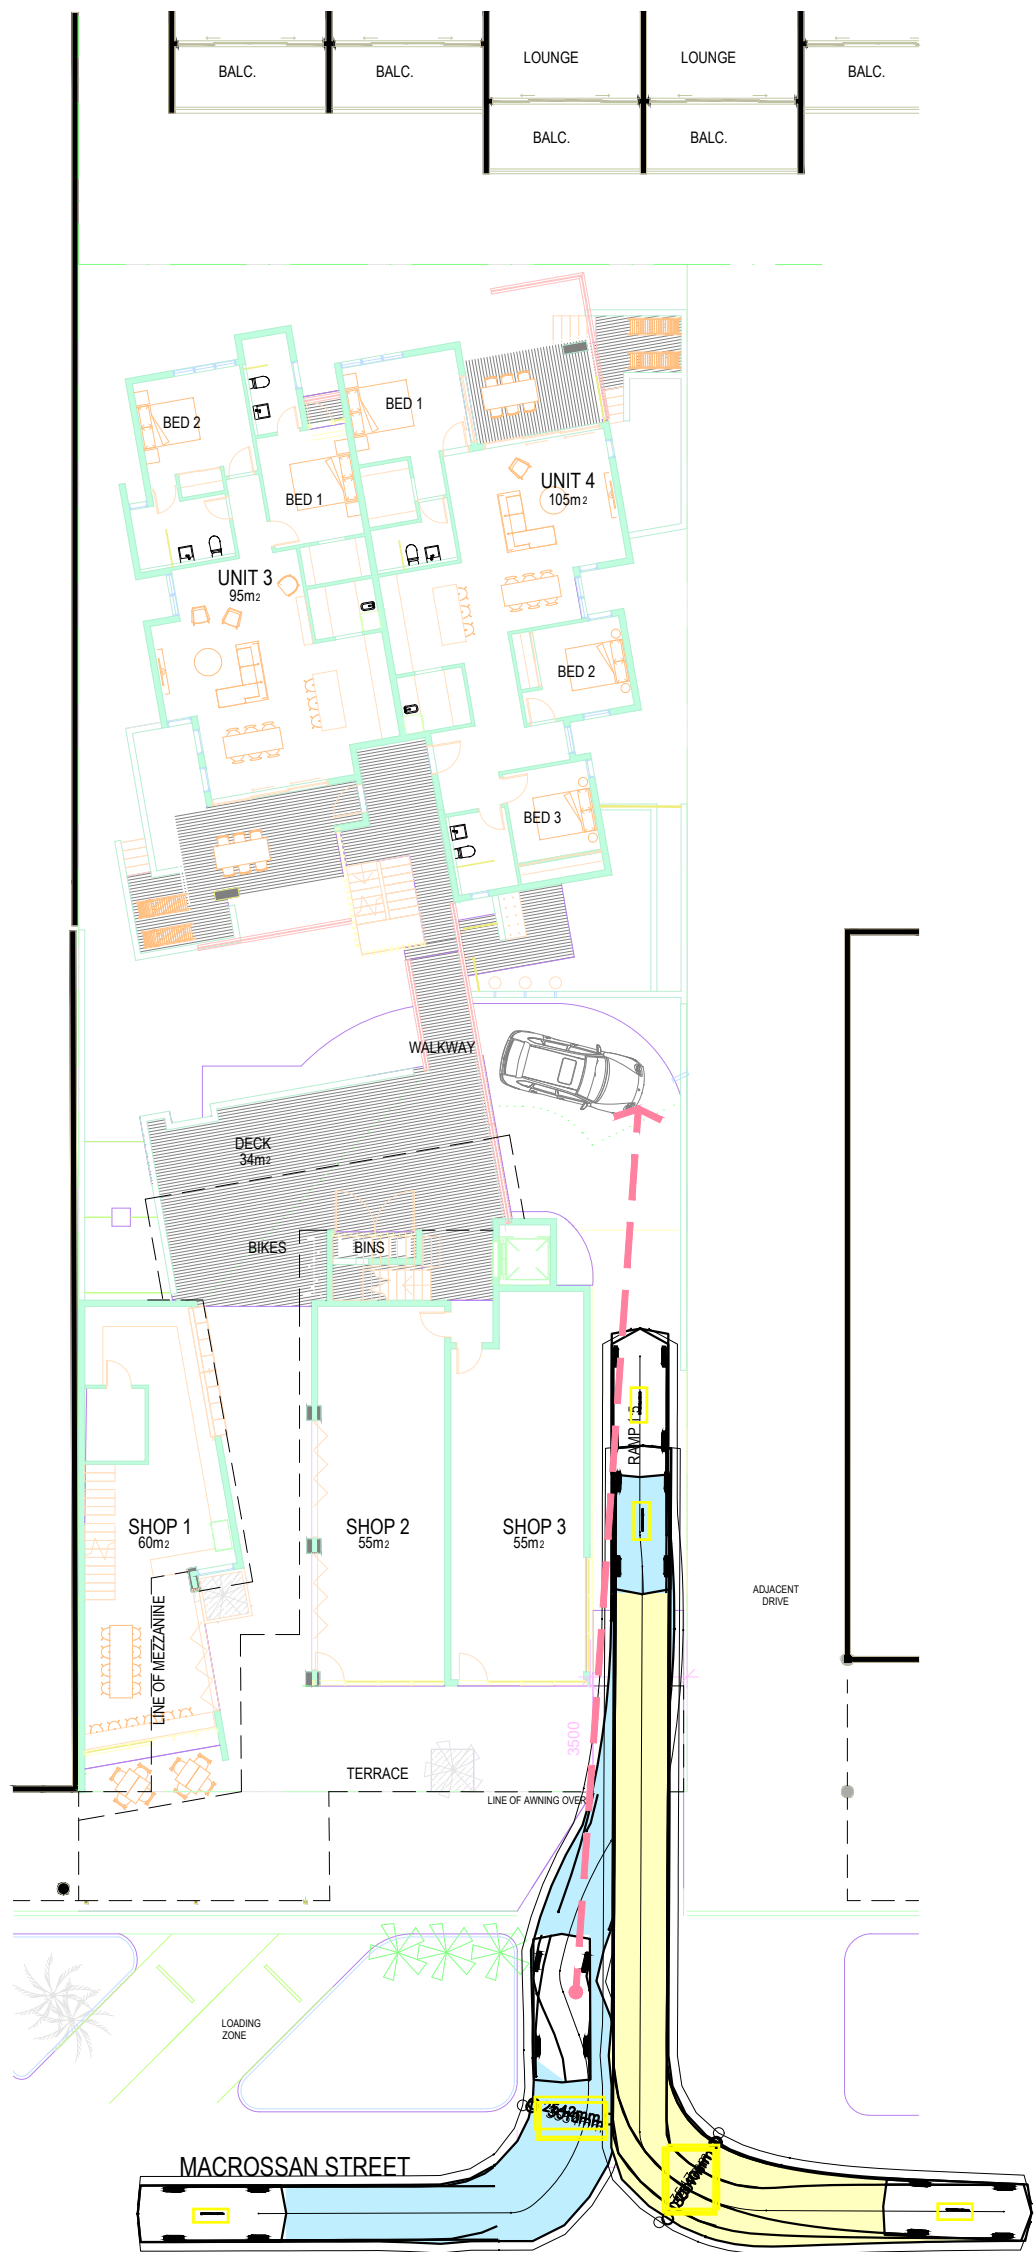 LOUNGE
LOUNGE
BALC.
BALC.
BALC.
BALC.
BALC.
BED 1
BED 2
UNIT 4
105m2
BED 1
UNIT 3
95m2
BED 2
BED 3
WALKWAY
DECK
34m2
BIKES
BINS
SHOP 1
60m2
SHOP 2
55m2
SHOP 3
55m2
ADJACENT
DRIVE
LINE OF MEZZANINE
3500
TERRACE
LINE OF AWNING OVER
LOADING
ZONE
MACROSSAN STREET